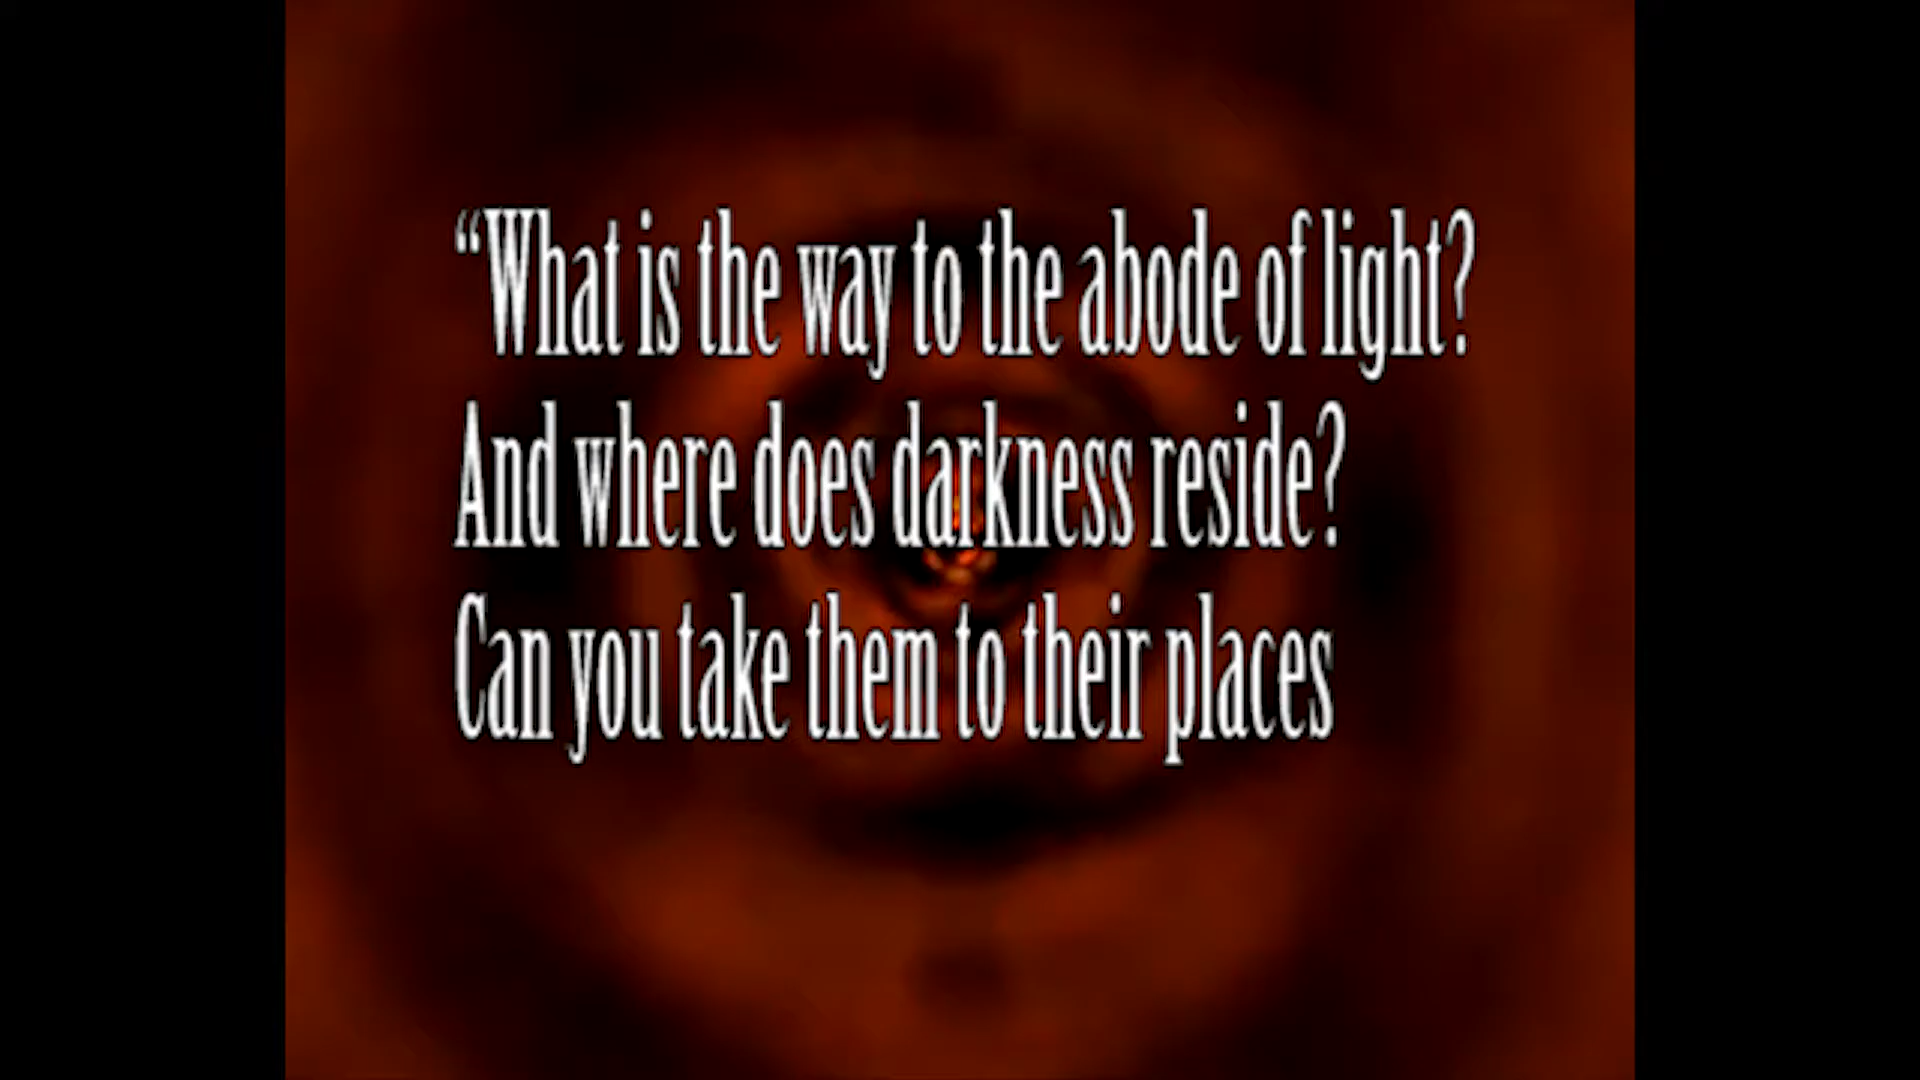 “What is the way to the abode of light?
And where does darkness reside?
Can you take them to their places